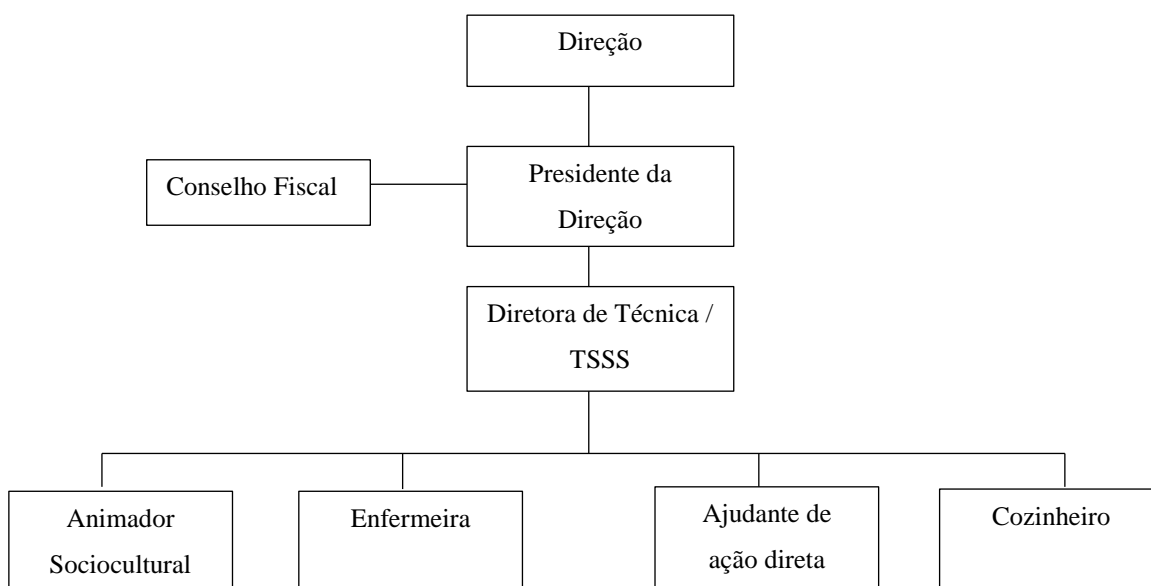 Direção
Conselho Fiscal
Presidente da
Direção
Diretora de Técnica /
TSSS
Animador
Sociocultural
Enfermeira
Ajudante de
ação direta
Cozinheiro